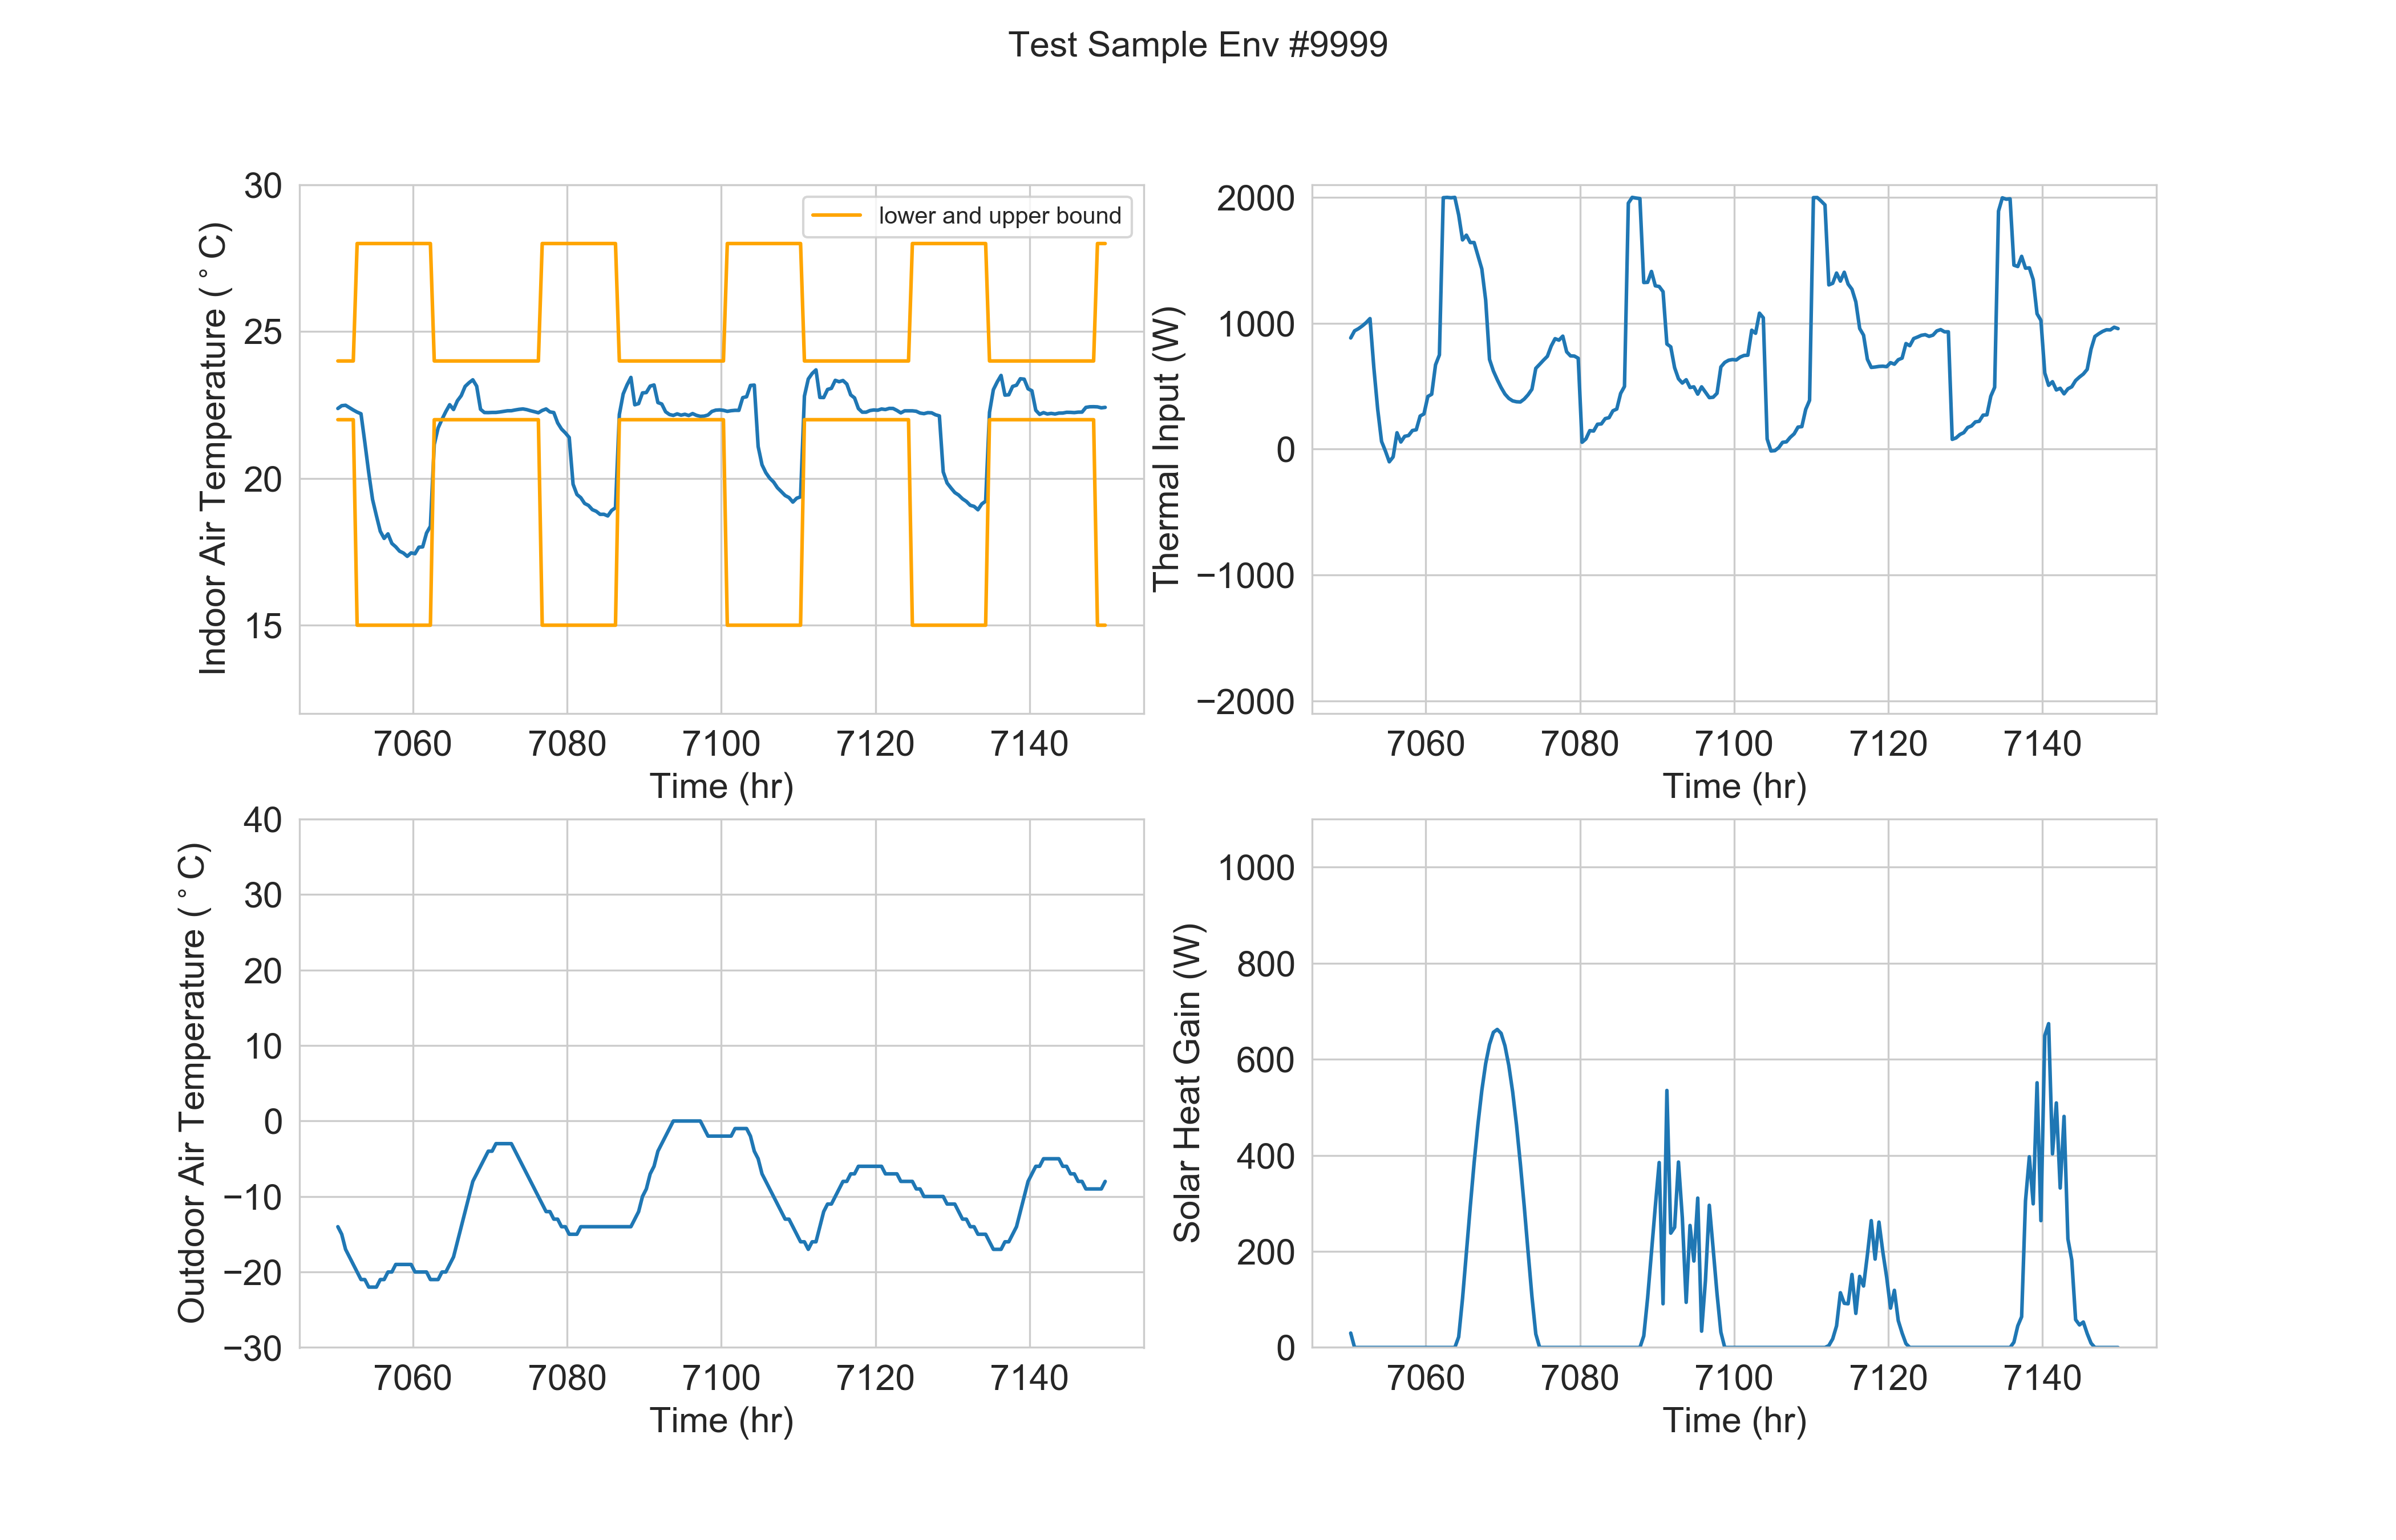 Test Sample Env #9999
Indoor Air Temperature (°C)
30
25
20
15
lower and upper bound
7060 7080 7100 7120 7140
Time (hr)
Thermal Input (W)
2000
1000
0
−1000
−2000
7060 7080 7100 7120 7140
Time (hr)
Outdoor Air Temperature (°C)
40
30
20
10
0
−10
−20
−30
7060 7080 7100 7120 7140
Time (hr)
Solar Heat Gain (W)
1000
800
600
400
200
0
7060 7080 7100 7120 7140
Time (hr)